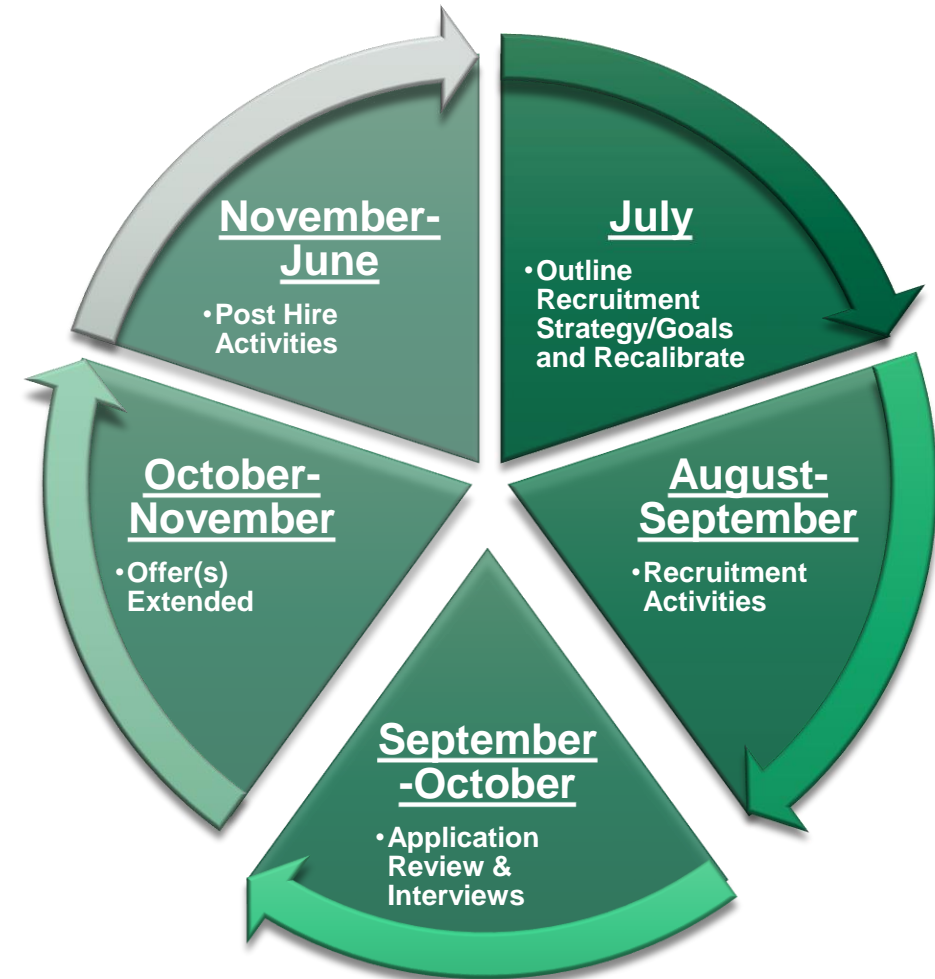 July
•Outline
Recruitment
Strategy/Goals
and Recalibrate
August-
September
•Recruitment
Activities
September
-October
•Application
Review &
Interviews
October-
November
•Offer(s)
Extended
November-
June
•Post Hire
Activities